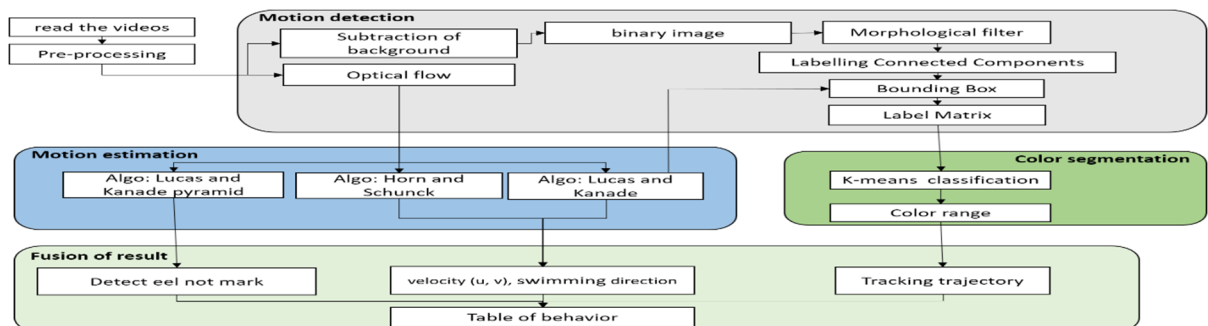 read the videos
Pre-processing
Motion detection
Subtraction of
background
binary image
Morphological filter
Optical flow
Labelling Connected Components
Bounding Box
Label Matrix
Motion estimation
Algo: Lucas and
Kanade pyramid
Algo: Horn and
Schunck
Algo: Lucas and
Kanade
Color segmentation
K-means classification
Color range
Fusion of result
Detect eel not mark
velocity (u, v), swimming direction
Tracking trajectory
Table of behavior